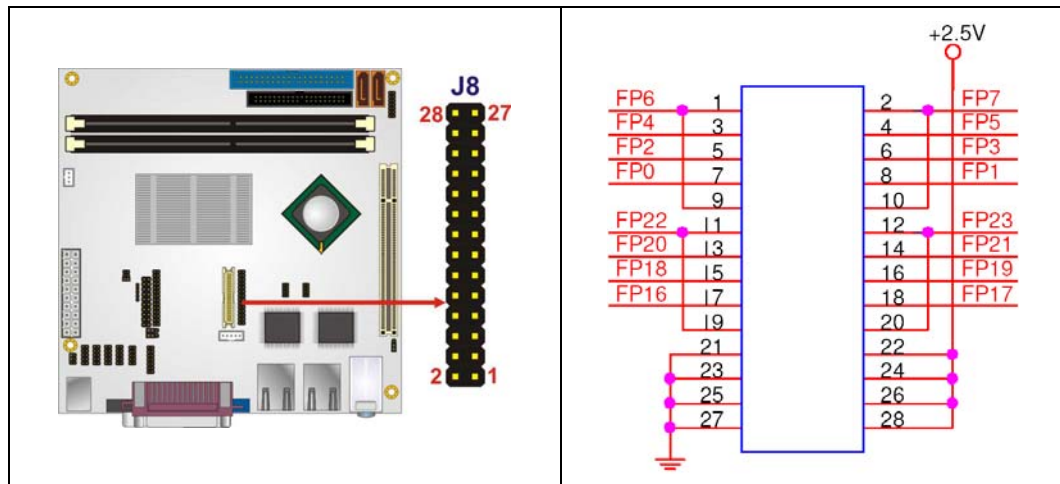 J8
28 27
2 1
+2.5V
FP6 1 2 FP7
FP4 3 4 FP5
FP2 5 6 FP3
FP0 7 8 FP1
9 10
FP22 11 12 FP23
FP20 13 14 FP21
FP18 15 16 FP19
FP16 17 18 FP17
19 20
21 22
23 24
25 26
27 28